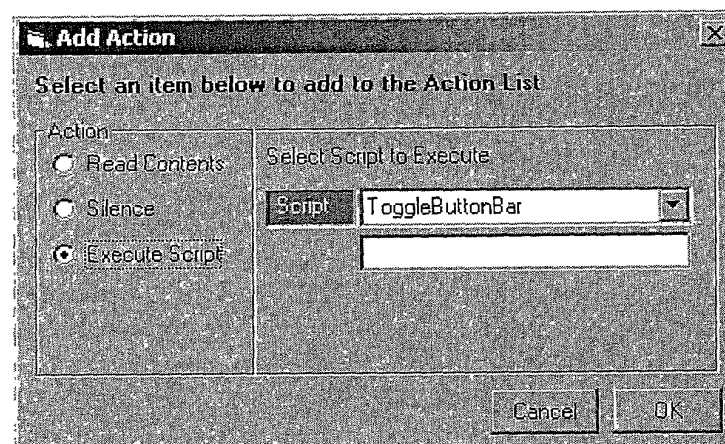 Add Action
Select an item below to add to the Action List
Action
Read Contents
Silence
Execute Script
Select Script to Execute
Script ToggleButtonBar
Cancel OK